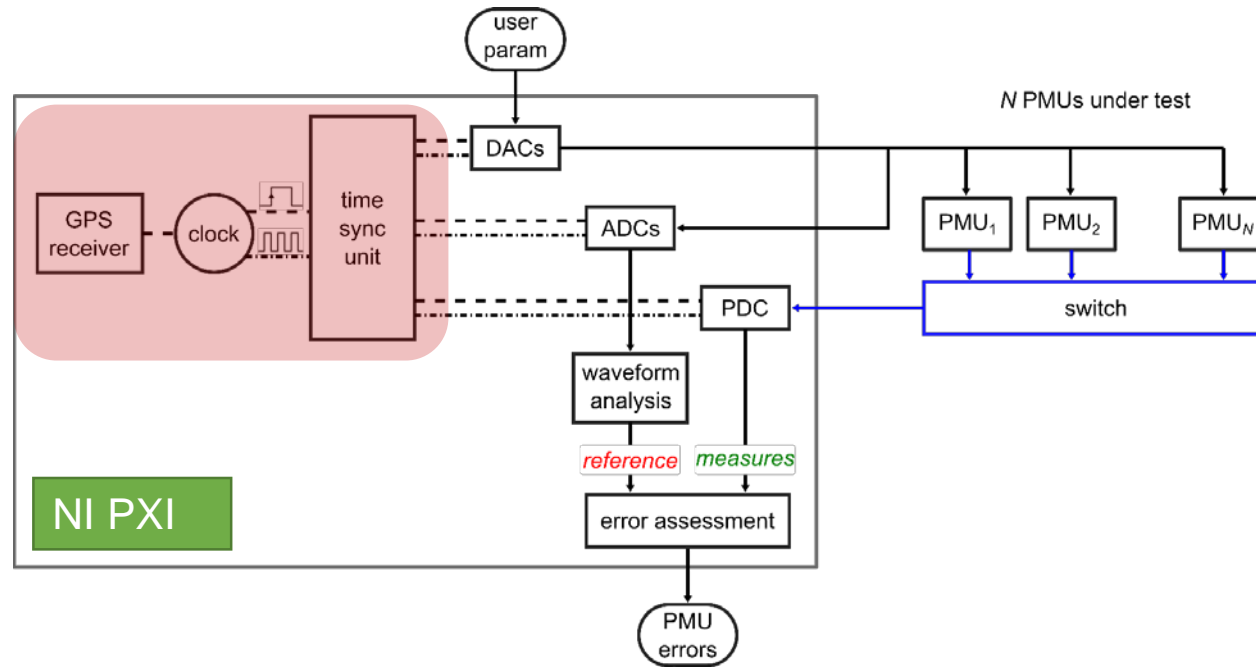 user
param
N PMUs under test
DACs
GPS
receiver
clock
time
sync
unit
ADCs
PMU₁
PMU₂
PMU_N
PDC
switch
waveform
analysis
reference
measures
NI PXI
error assessment
PMU
errors